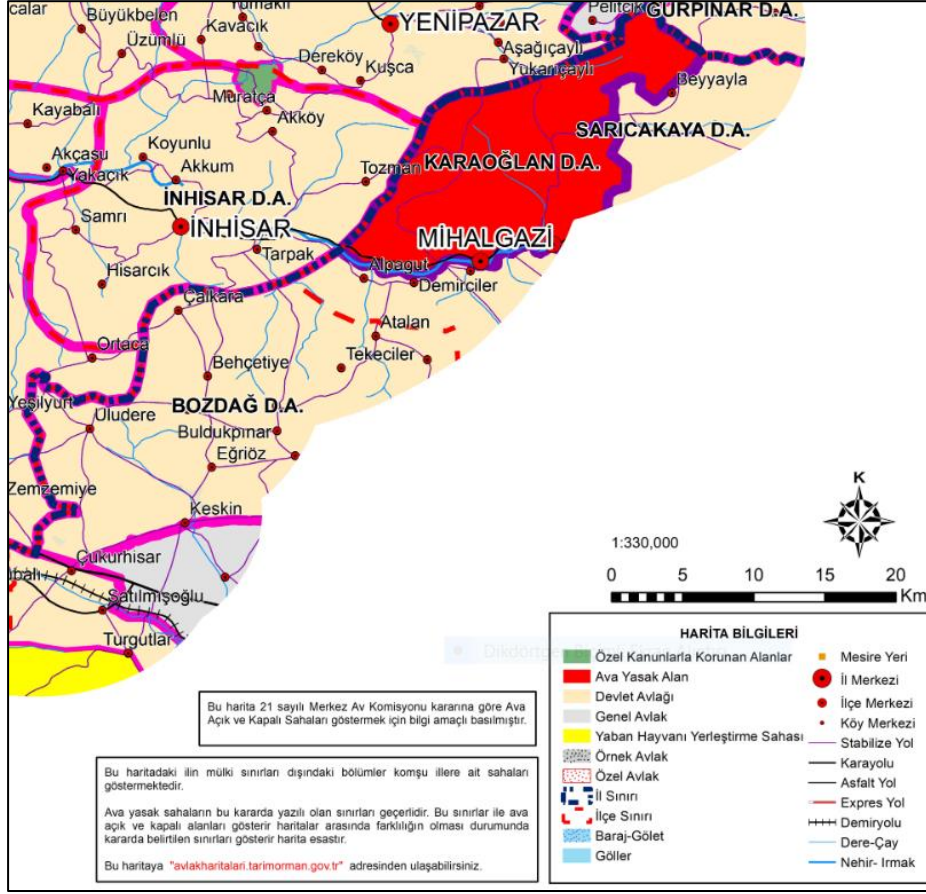 calar
Büyükbelen
Yumaklı
Kavacık
Üzümlü
YENİPAZAR
Pelitçik
GÜRPINAR D.A.
Aşağıçaylı
Yukarıçaylı
Dereköy
Kuşca
Beyyayla
Muratça
Kayabalı
Akköy
SARICAKAYA D.A.
Koyunlu
Akçasu
Yakacık
Akkum
Tozman
KARAOĞLAN D.A.
İNHİSAR D.A.
İNHİSAR
Samrı
Tarpak
MİHALGAZİ
Hisarcık
Alpagut
Demirciler
Çalkara
Atalan
Ortaca
Behçetiye
Tekeciler
Yeşilyurt
Uludere
BOZDAĞ D.A.
Buldukpınar
Eğriöz
Zemzemiye
Keskin
Çukurhisar
Satılmışoğlu
Turgutlar
K
1:330,000
0 5 10 15 20
Km
HARİTA BİLGİLERİ
Özel Kanunlarla Korunan Alanlar
Ava Yasak Alan
Devlet Avlağı
Genel Avlak
Yaban Hayvanı Yerleştirme Sahası
Örnek Avlak
Özel Avlak
İl Sınırı
İlçe Sınırı
Baraj-Gölet
Göller
Mesire Yeri
İl Merkezi
İlçe Merkezi
Köy Merkezi
Stabilize Yol
Karayolu
Asfalt Yol
Expres Yol
Demiryolu
Dere-Çay
Nehir- Irmak
Bu harita 21 sayılı Merkez Av Komisyonu kararına göre Ava
Açık ve Kapalı Sahaları göstermek için bilgi amaçlı basılmıştır.
Bu haritadaki ilin mülki sınırları dışındaki bölümler komşu illere ait sahaları
göstermektedir.
Ava yasak sahaların bu kararda yazılı olan sınırları geçerlidir. Bu sınırlar ile ava
açık ve kapalı alanları gösterir haritalar arasında farklılığın olması durumunda
kararda belirtilen sınırları gösterir harita esastır.
Bu haritaya "avlakharitalari.tarimorman.gov.tr" adresinden ulaşabilirsiniz.